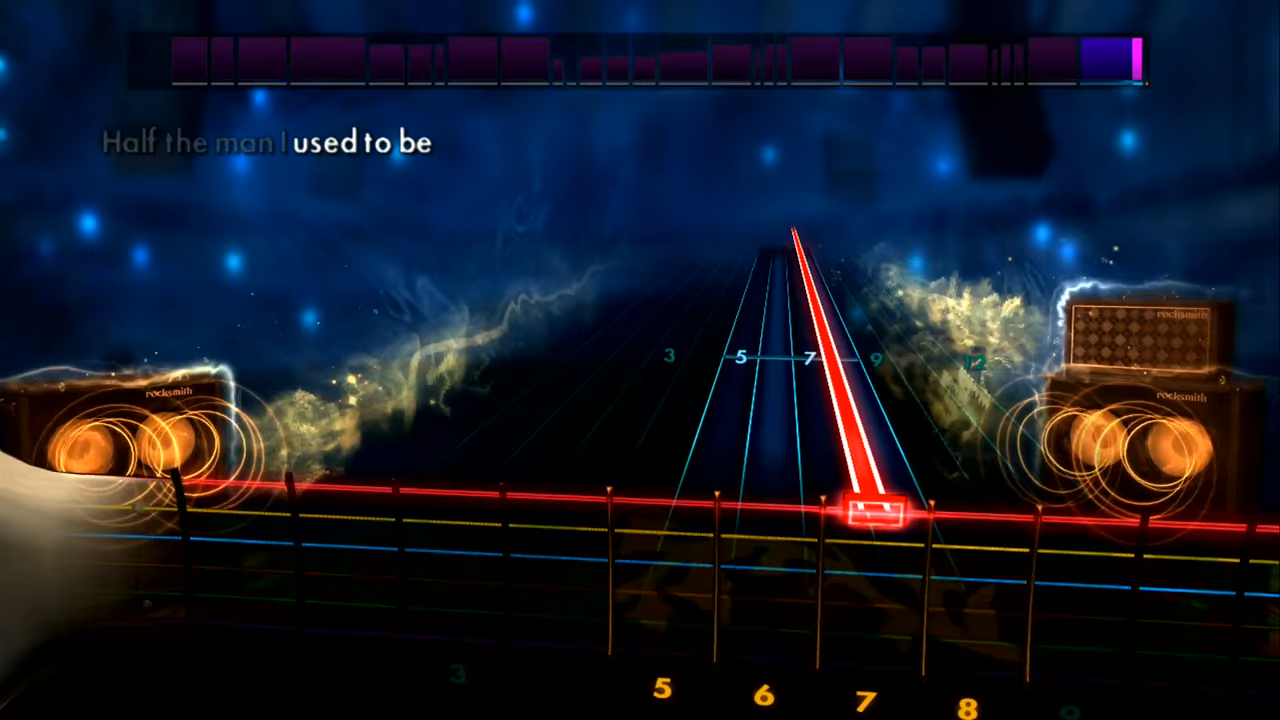 Half the man I used to be
rocksmith
3 5 7 9 12
rocksmith
rocksmith
3 5 6 7 8 9